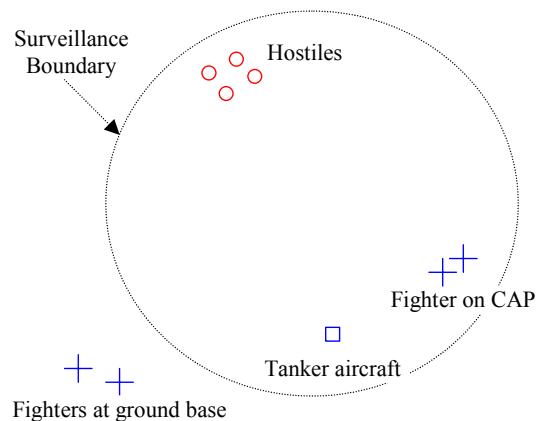 Surveillance
Boundary
Hostiles
Fighter on CAP
Tanker aircraft
Fighters at ground base